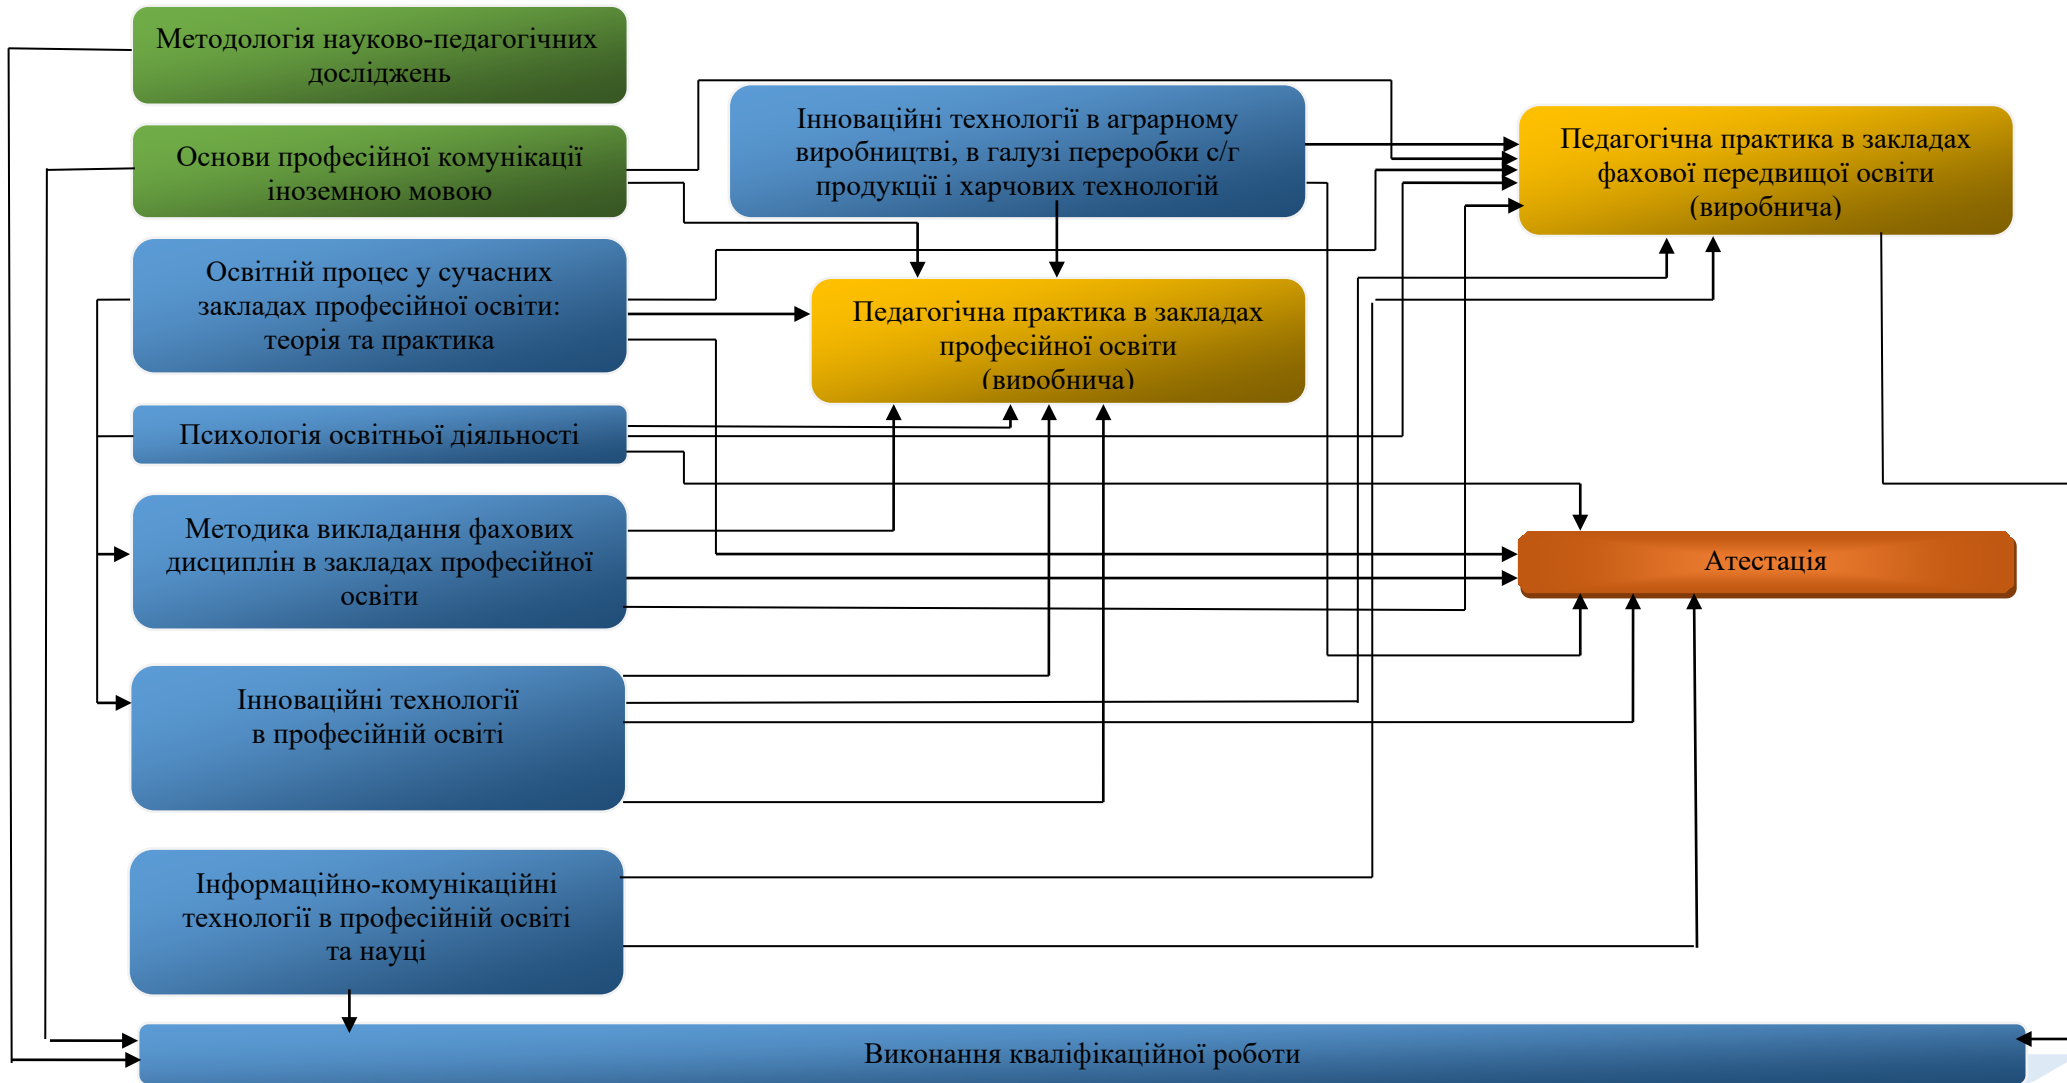 Методологія науково-педагогічних
досліджень
Основи професійної комунікації
іноземною мовою
Інноваційні технології в аграрному
виробництві, в галузі переробки с/г
продукції і харчових технологій
Педагогічна практика в закладах
фахової передвищої освіти
(виробнича)
Освітній процес у сучасних
закладах професійної освіти:
теорія та практика
Педагогічна практика в закладах
професійної освіти
(виробнича)
Психологія освітньої діяльності
Методика викладання фахових
дисциплін в закладах професійної
освіти
Атестація
Інноваційні технології
в професійній освіті
Інформаційно-комунікаційні
технології в професійній освіті
та науці
Виконання кваліфікаційної роботи